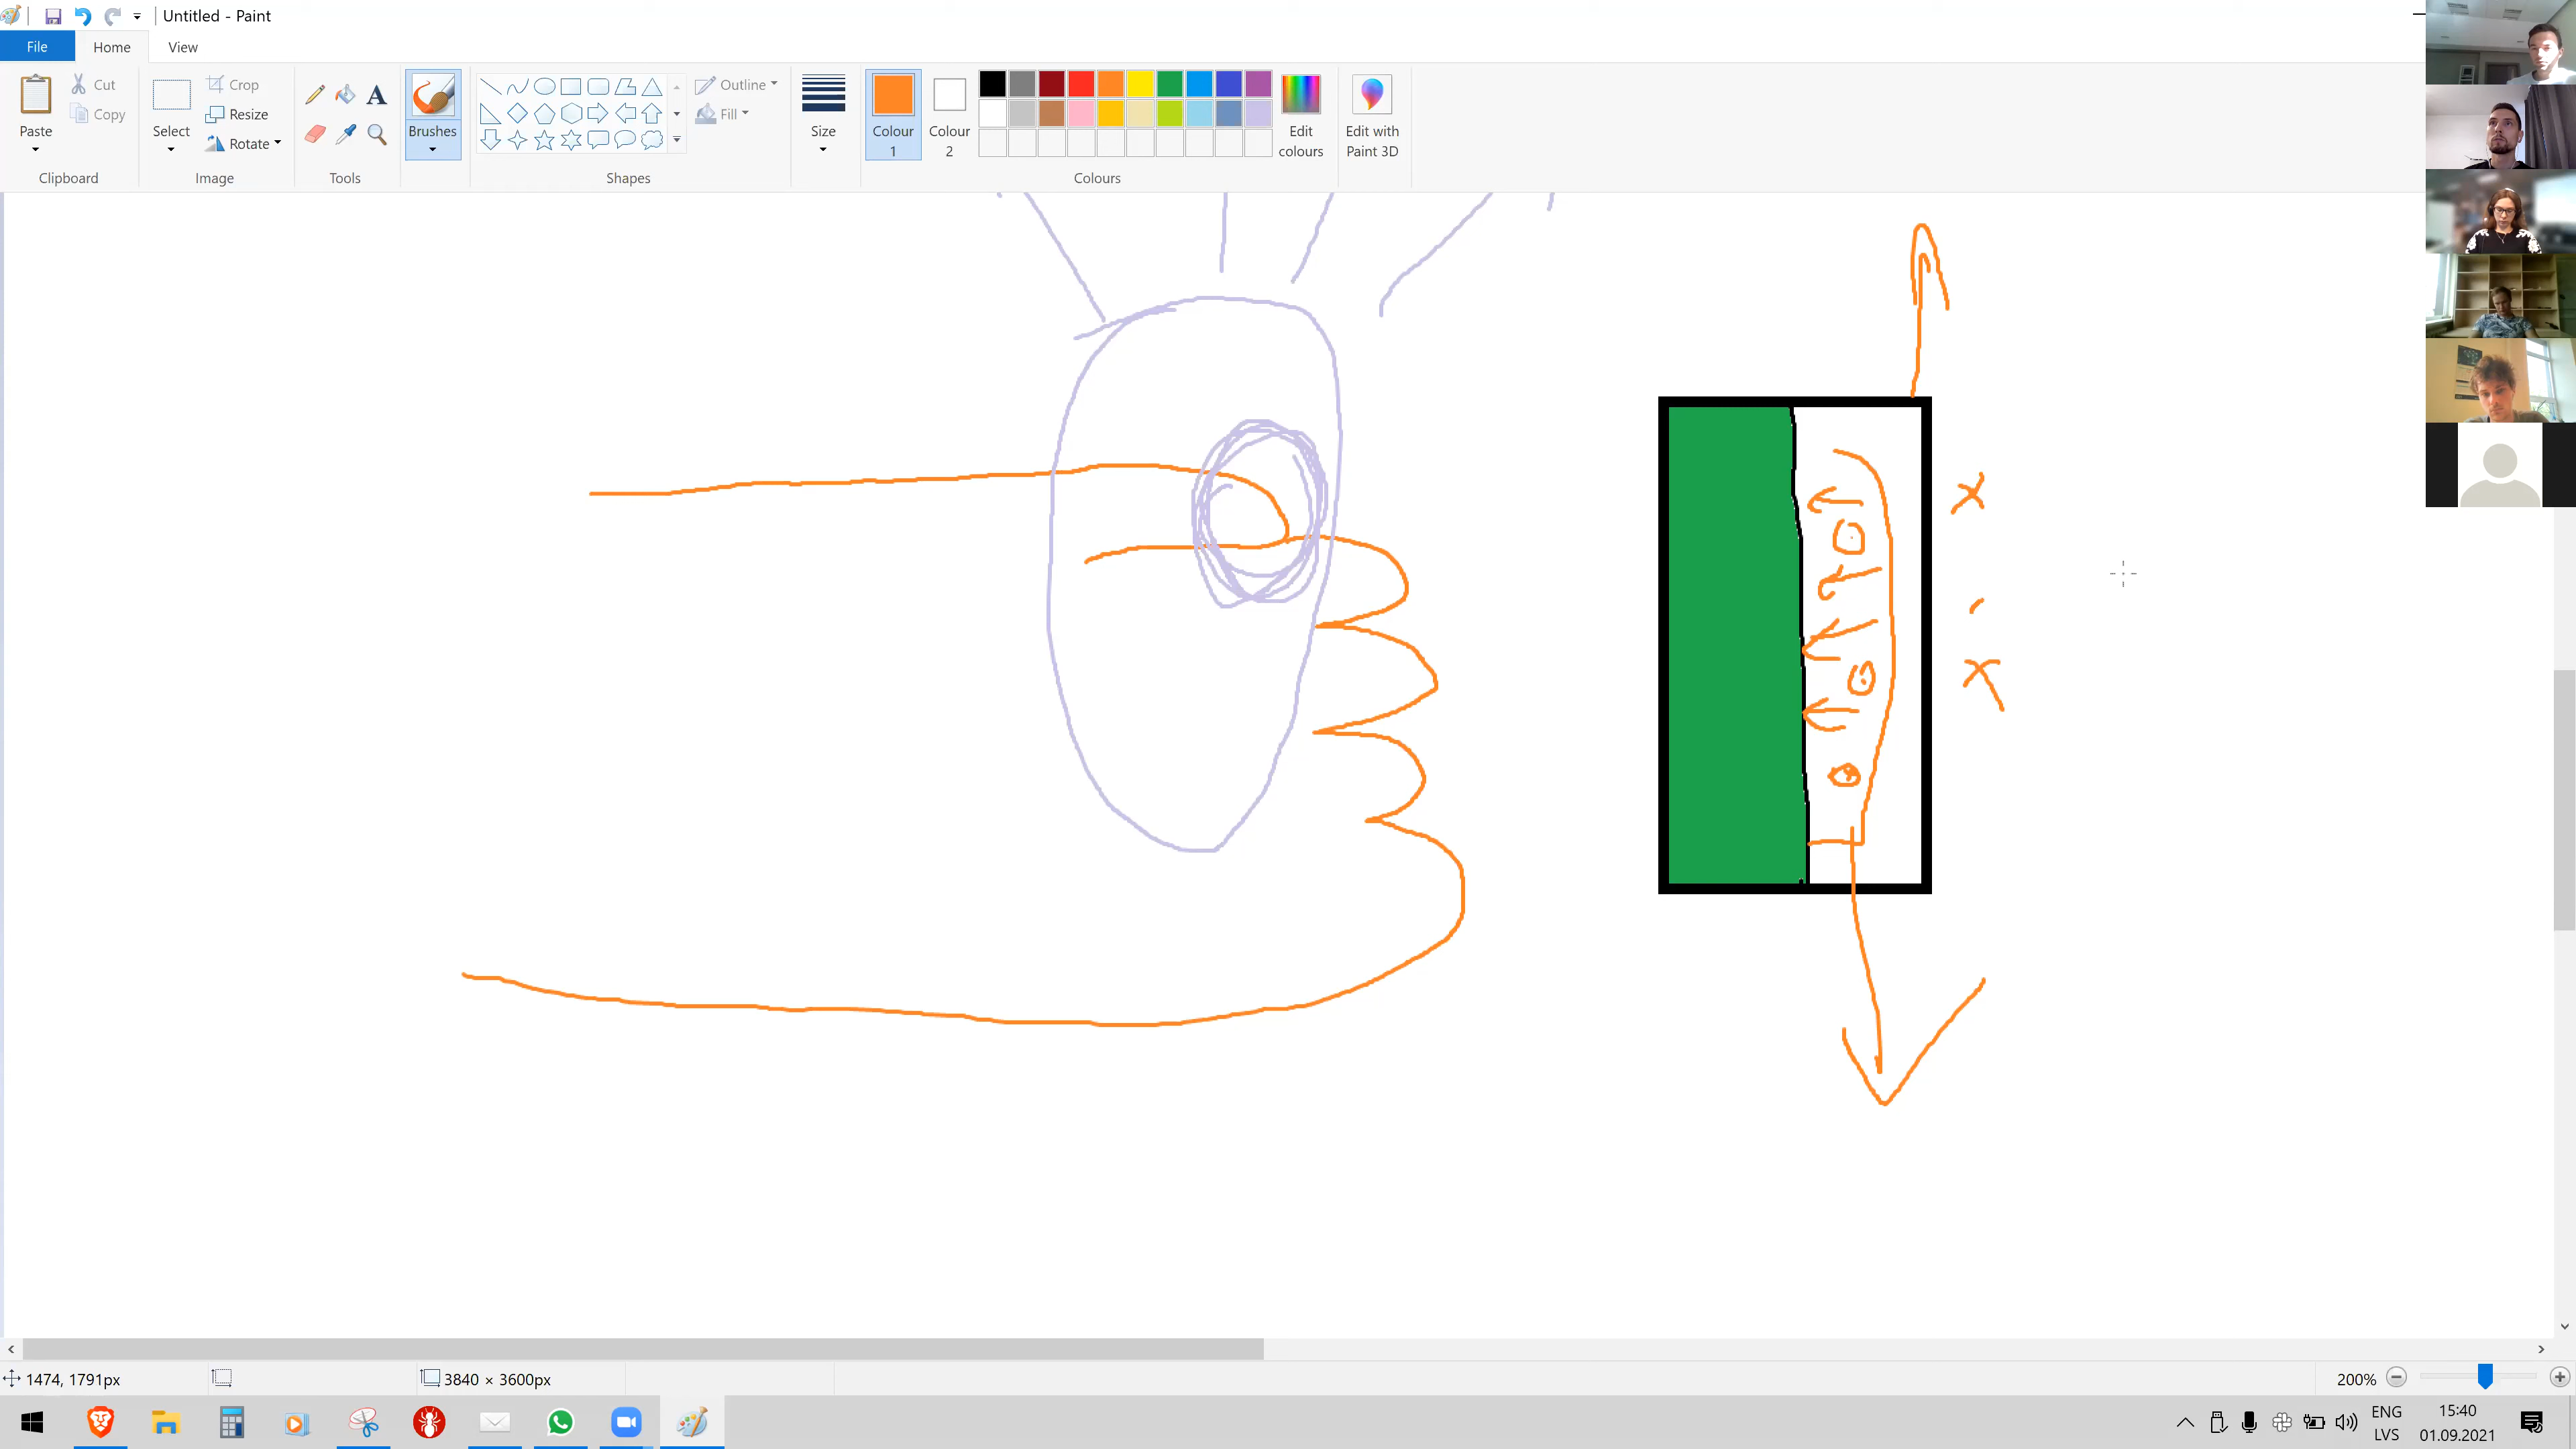 Untitled - Paint
File Home View
Paste
Cut
Copy
Clipboard
Select
Crop
Resize
Rotate
Image
A
Tools
Brushes
Outline
Fill
Shapes
Size
Colour 1
Colour 2
Edit colours
Colours
Edit with Paint 3D
x
x
1474, 1791px
3840 × 3600px
200%
ENG
LVS
15:40
01.09.2021